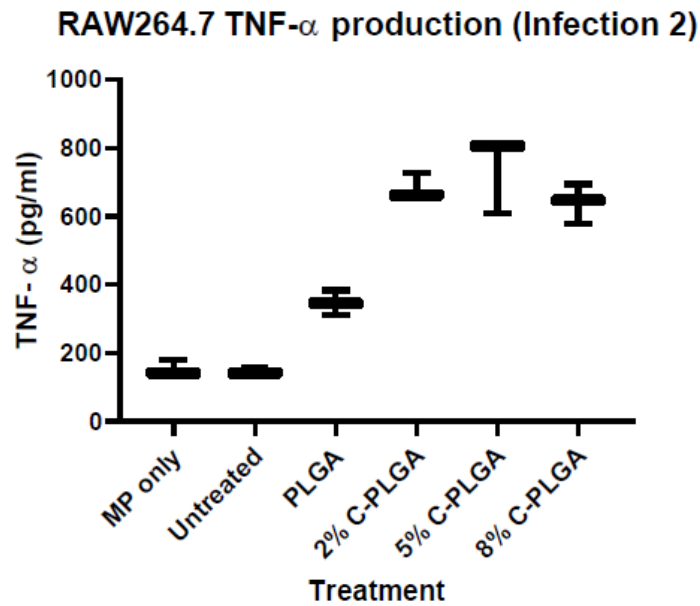 RAW264.7 TNF-α production (Infection 2)
1000
800
600
400
200
0
TNF- α (pg/ml)
MP only
Untreated
PLGA
2% C-PLGA
5% C-PLGA
8% C-PLGA
Treatment